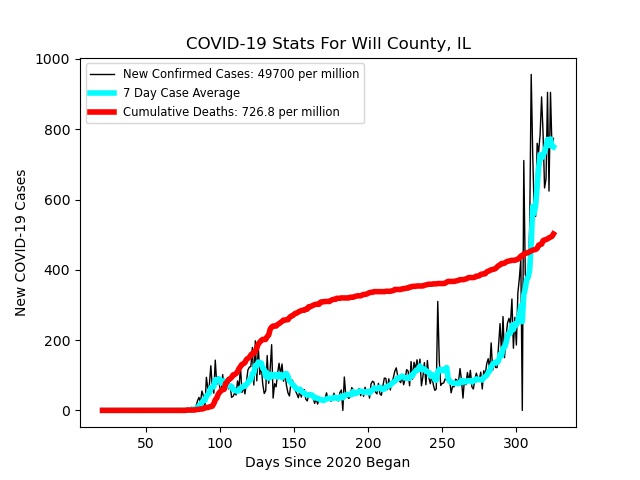 COVID-19 Stats For Will County, IL
New Confirmed Cases: 49700 per million
7 Day Case Average
Cumulative Deaths: 726.8 per million
New COVID-19 Cases
1000
800
600
400
200
0
50
100
150
200
250
300
Days Since 2020 Began